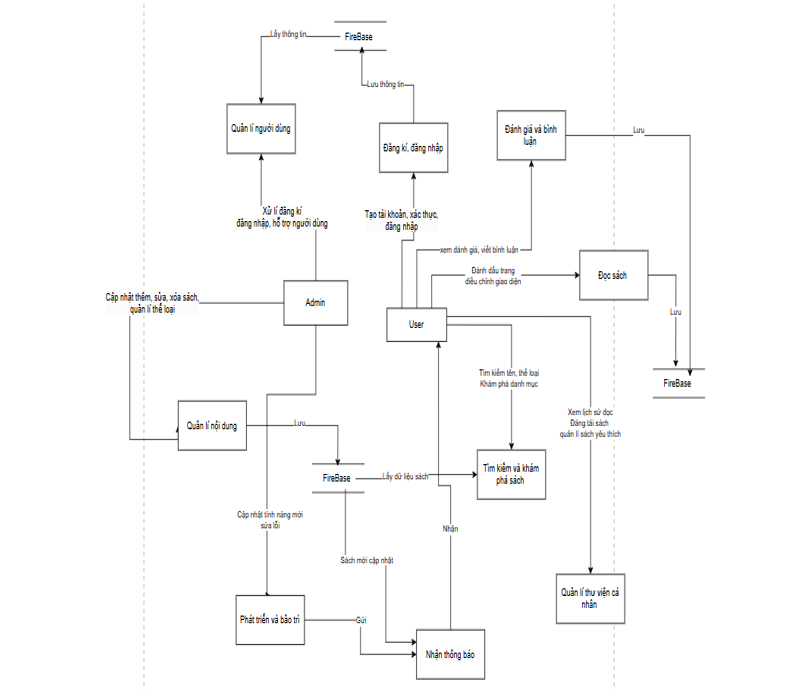 Lấy thông tin
FireBase
Lưu thông tin
Quản lí người dùng
Đăng kí, đăng nhập
Đánh giá và bình
luận
Lưu
Xử lí đăng kí
đăng nhập, hỗ trợ người dùng
Tạo tài khoản, xác thực,
đăng nhập
xem đánh giá, viết bình luận
Đánh dấu trang
điều chỉnh giao diện
Đọc sách
Cập nhật thêm, sửa, xóa sách,
quản lí thể loại
Admin
User
Lưu
Tìm kiếm tên, thể loại
Khám phá danh mục
FireBase
Xem lịch sử đọc
Đăng tải sách
quản lí sách yêu thích
Quản lí nội dung
Lưu
FireBase
Lấy dữ liệu sách
Tìm kiếm và khám
phá sách
Cập nhật tính năng mới
sửa lỗi
Nhận
Sách mới cập nhật
Quản lí thư viện cá
nhân
Phát triển và bảo trì
Gửi
Nhận thông báo